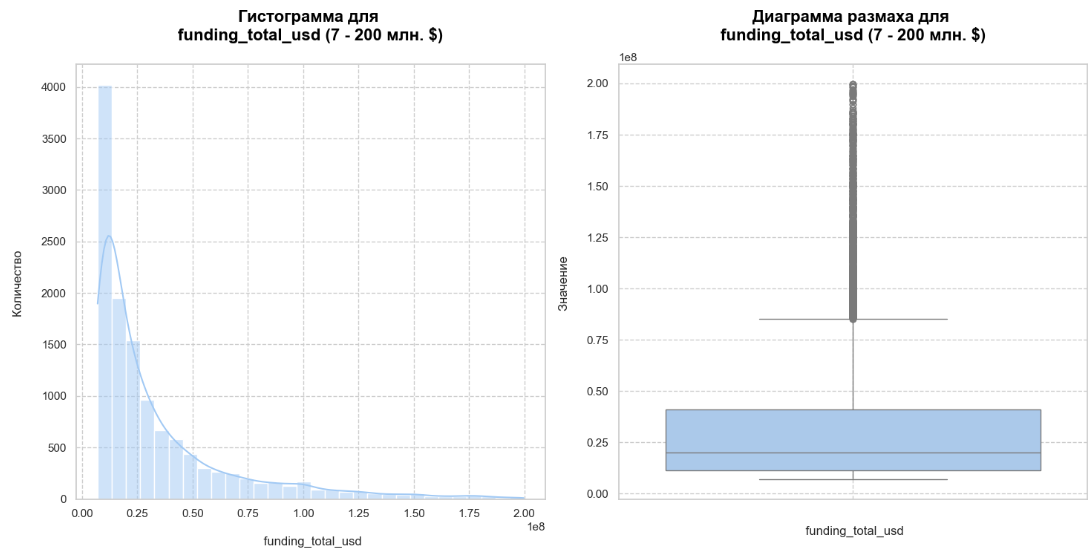 Гистограмма для
funding_total_usd (7 - 200 млн. $)
Количество
4000
3500
3000
2500
2000
1500
1000
500
0
0.00 0.25 0.50 0.75 1.00 1.25 1.50 1.75 2.00
1e8
funding_total_usd
Диаграмма размаха для
funding_total_usd (7 - 200 млн. $)
1e8
Значение
2.00
1.75
1.50
1.25
1.00
0.75
0.50
0.25
0.00
funding_total_usd